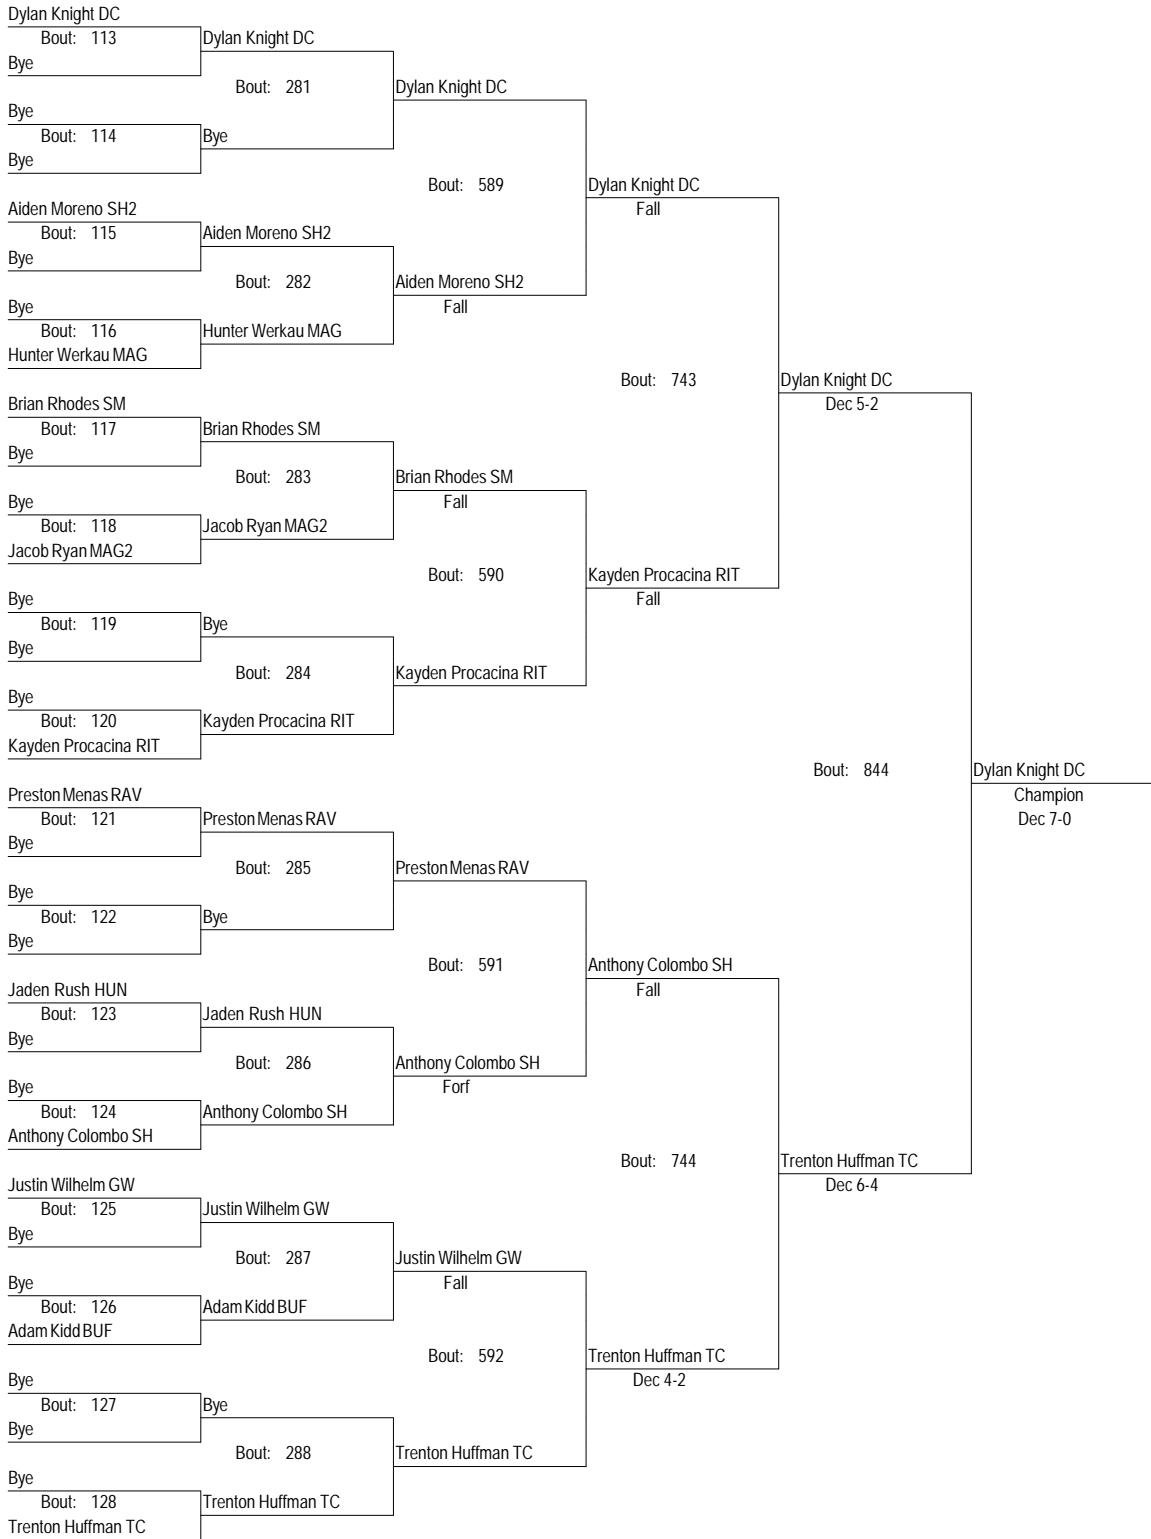 Dylan Knight DC
Bout: 113 Dylan Knight DC
Bye
Bout: 281 Dylan Knight DC
Bye
Bout: 114 Bye
Bye
Bout: 589 Dylan Knight DC
Fall
Aiden Moreno SH2
Bout: 115 Aiden Moreno SH2
Bye
Bout: 282 Aiden Moreno SH2
Fall
Bye
Bout: 116 Hunter Werkau MAG
Hunter Werkau MAG
Bout: 743 Dylan Knight DC
Dec 5-2
Brian Rhodes SM
Bout: 117 Brian Rhodes SM
Bye
Bout: 283 Brian Rhodes SM
Fall
Bye
Bout: 118 Jacob Ryan MAG2
Jacob Ryan MAG2
Bout: 590 Kayden Procacina RIT
Fall
Bye
Bout: 119 Bye
Bye
Bout: 284 Kayden Procacina RIT
Bye
Bout: 120 Kayden Procacina RIT
Kayden Procacina RIT
Bout: 844 Dylan Knight DC
Champion
Dec 7-0
Preston Menas RAV
Bout: 121 Preston Menas RAV
Bye
Bout: 285 Preston Menas RAV
Bye
Bout: 122 Bye
Bye
Bout: 591 Anthony Colombo SH
Fall
Jaden Rush HUN
Bout: 123 Jaden Rush HUN
Bye
Bout: 286 Anthony Colombo SH
Forf
Bye
Bout: 124 Anthony Colombo SH
Anthony Colombo SH
Bout: 744 Trenton Huffman TC
Dec 6-4
Justin Wilhelm GW
Bout: 125 Justin Wilhelm GW
Bye
Bout: 287 Justin Wilhelm GW
Fall
Bye
Bout: 126 Adam Kidd BUF
Adam Kidd BUF
Bout: 592 Trenton Huffman TC
Dec 4-2
Bye
Bout: 127 Bye
Bye
Bout: 288 Trenton Huffman TC
Bye
Bout: 128 Trenton Huffman TC
Trenton Huffman TC